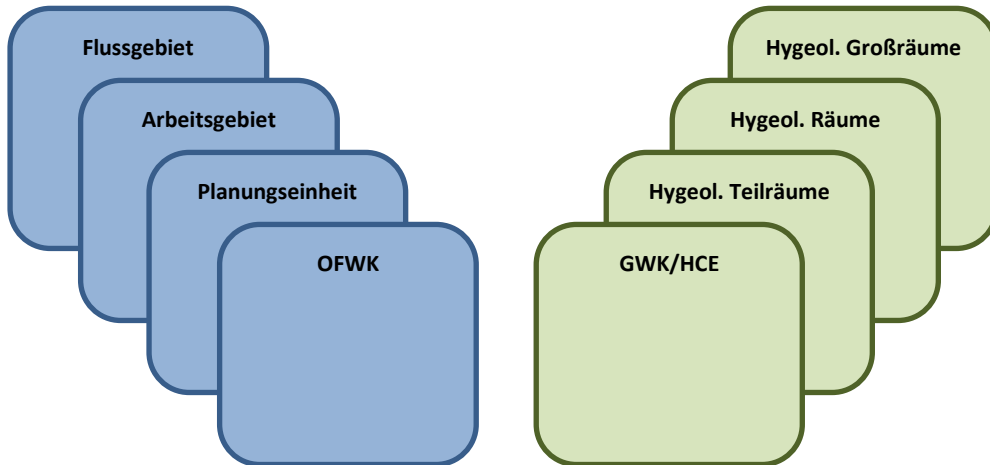 Flussgebiet
Arbeitsgebiet
Planungseinheit
OFWK
Hygeol. Großräume
Hygeol. Räume
Hygeol. Teilräume
GWK/HCE